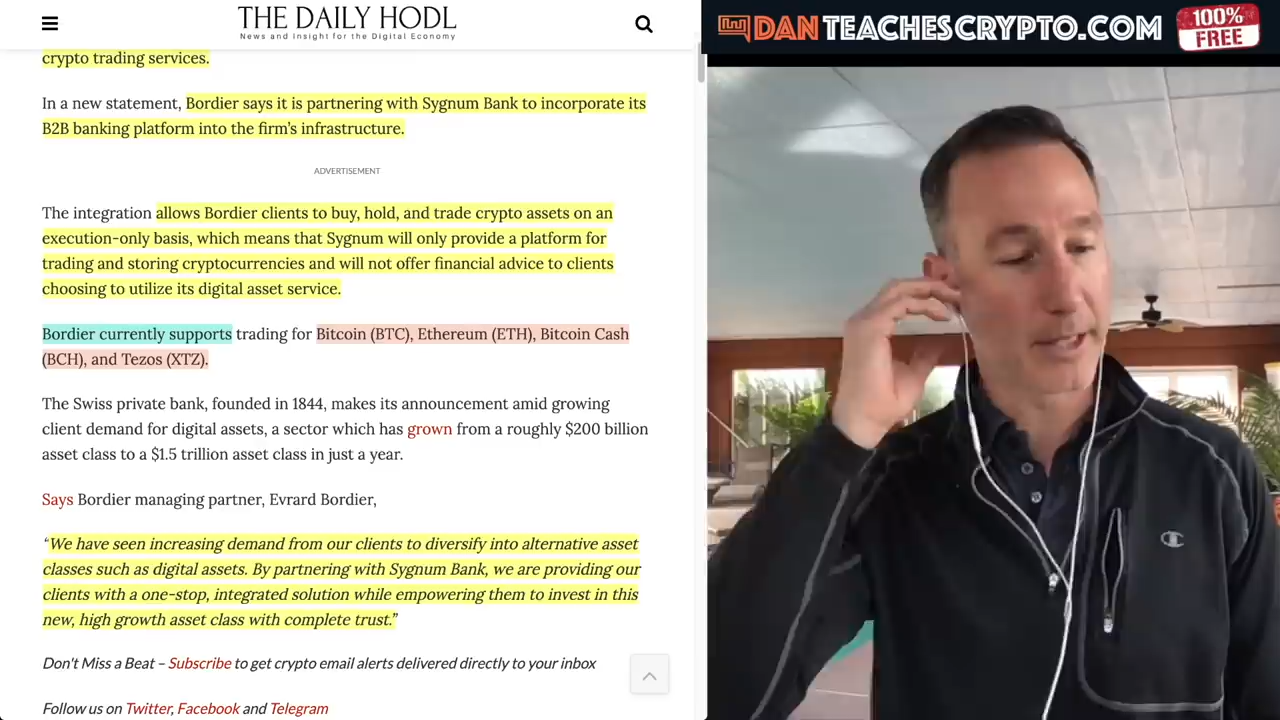 THE DAILY HODL
News and Insight for the Digital Economy
DANTEACHESCRYPTO.COM
100%
FREE
crypto trading services.
In a new statement, Bordier says it is partnering with Sygnum Bank to incorporate its
B2B banking platform into the firm’s infrastructure.
ADVERTISEMENT
The integration allows Bordier clients to buy, hold, and trade crypto assets on an
execution-only basis, which means that Sygnum will only provide a platform for
trading and storing cryptocurrencies and will not offer financial advice to clients
choosing to utilize its digital asset service.
Bordier currently supports trading for Bitcoin (BTC), Ethereum (ETH), Bitcoin Cash
(BCH), and Tezos (XTZ).
The Swiss private bank, founded in 1844, makes its announcement amid growing
client demand for digital assets, a sector which has grown from a roughly $200 billion
asset class to a $1.5 trillion asset class in just a year.
Says Bordier managing partner, Evrard Bordier,
“We have seen increasing demand from our clients to diversify into alternative asset
classes such as digital assets. By partnering with Sygnum Bank, we are providing our
clients with a one-stop, integrated solution while empowering them to invest in this
new, high growth asset class with complete trust.”
Don't Miss a Beat – Subscribe to get crypto email alerts delivered directly to your inbox
Follow us on Twitter, Facebook and Telegram